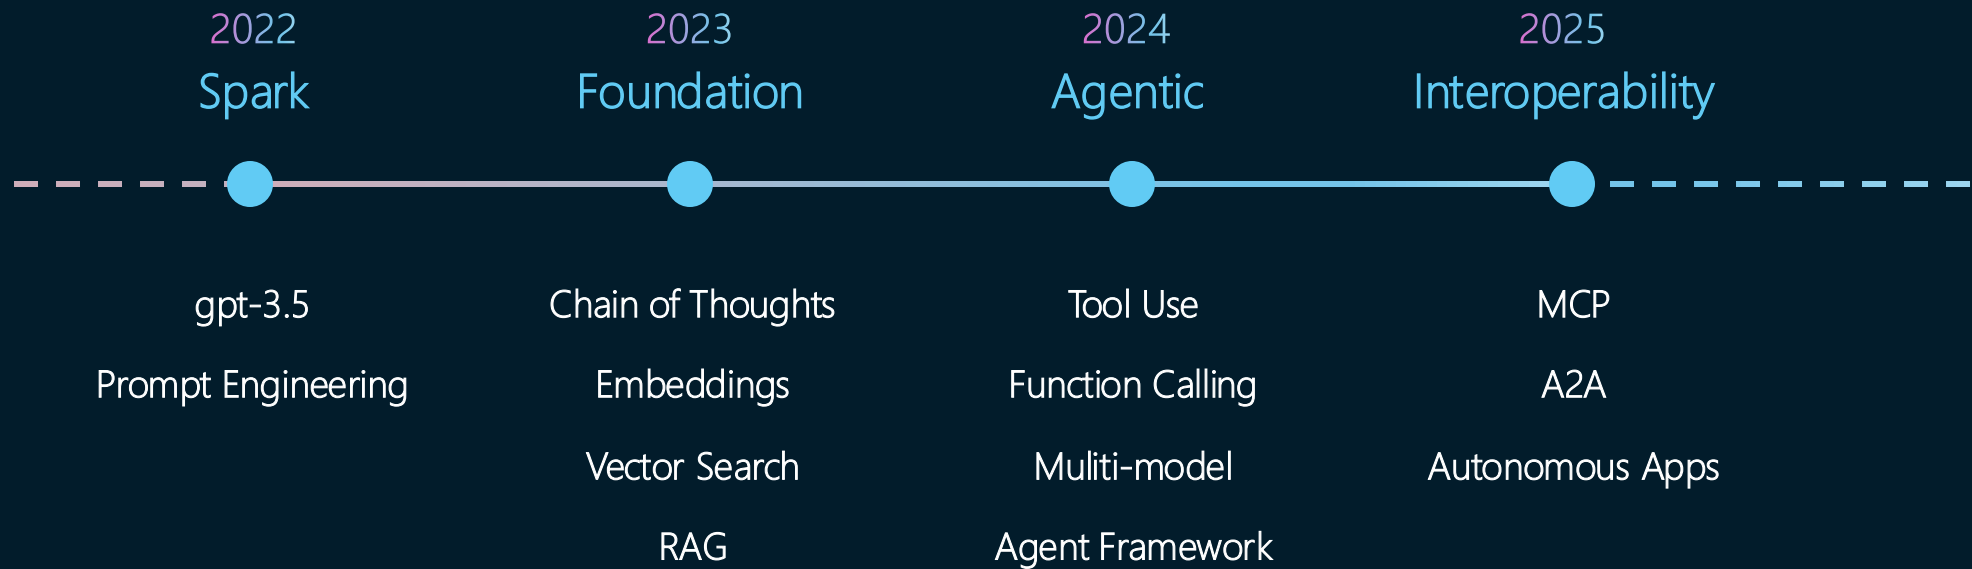 2022
Spark
gpt-3.5
Prompt Engineering
2023
Foundation
Chain of Thoughts
Embeddings
Vector Search
RAG
2024
Agentic
Tool Use
Function Calling
Muliti-model
Agent Framework
2025
Interoperability
MCP
A2A
Autonomous Apps